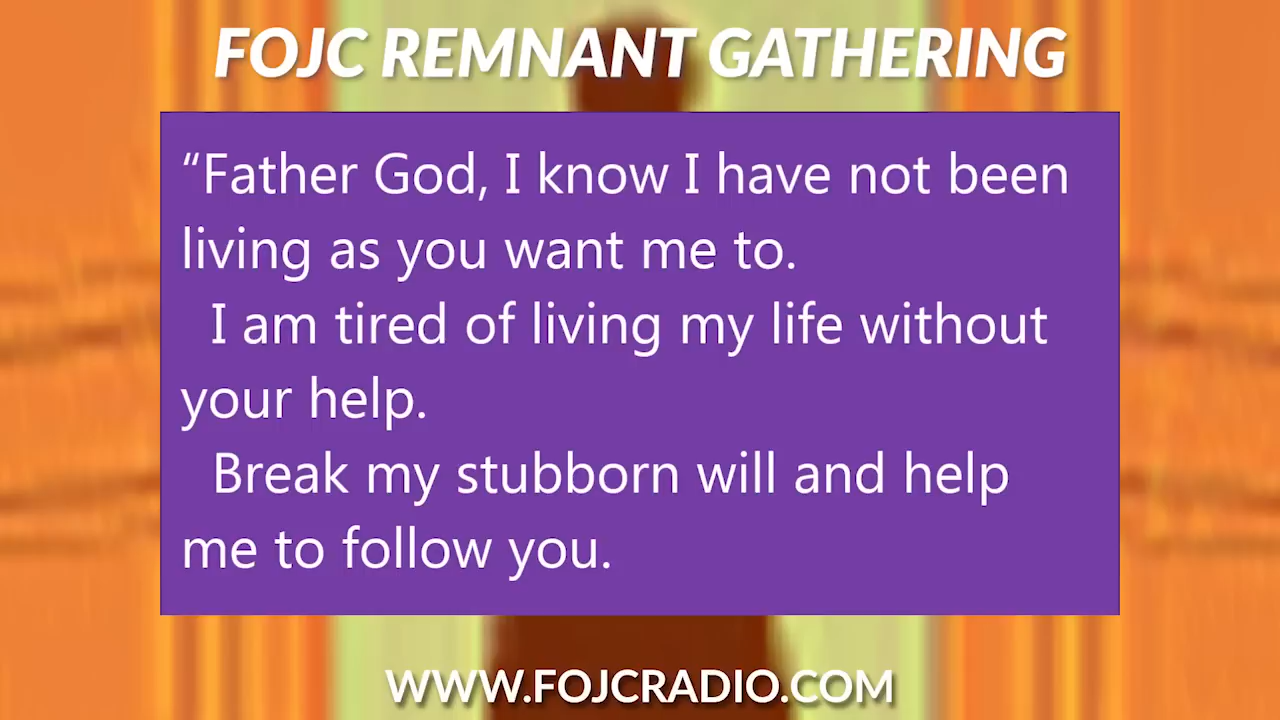 FOJC REMNANT GATHERING
“Father God, I know I have not been
living as you want me to.
I am tired of living my life without
your help.
Break my stubborn will and help
me to follow you.
WWW.FOJCRADIO.COM